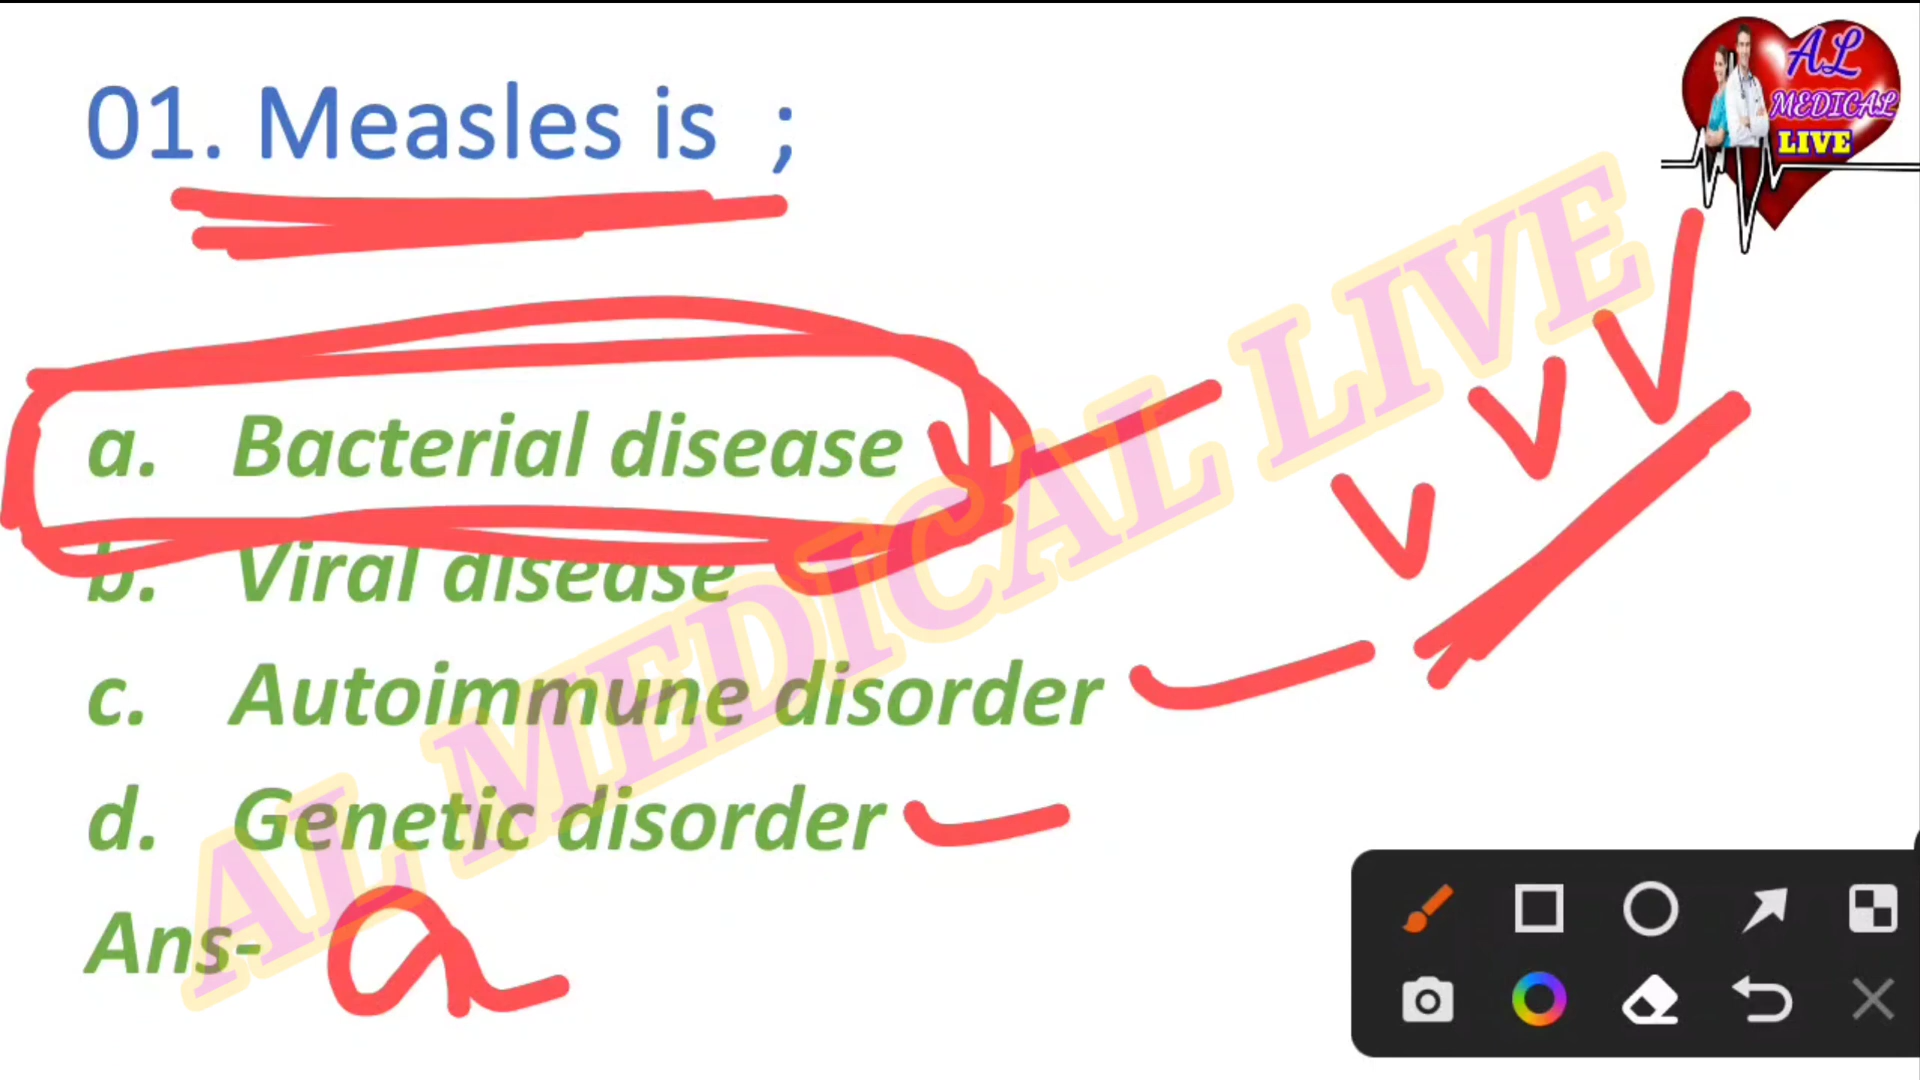 01. Measles is ;
AL
MEDICAL
LIVE
a. Bacterial disease
b. Viral disease
c. Autoimmune disorder
d. Genetic disorder
Ans- a
AL MEDICAL LIVE